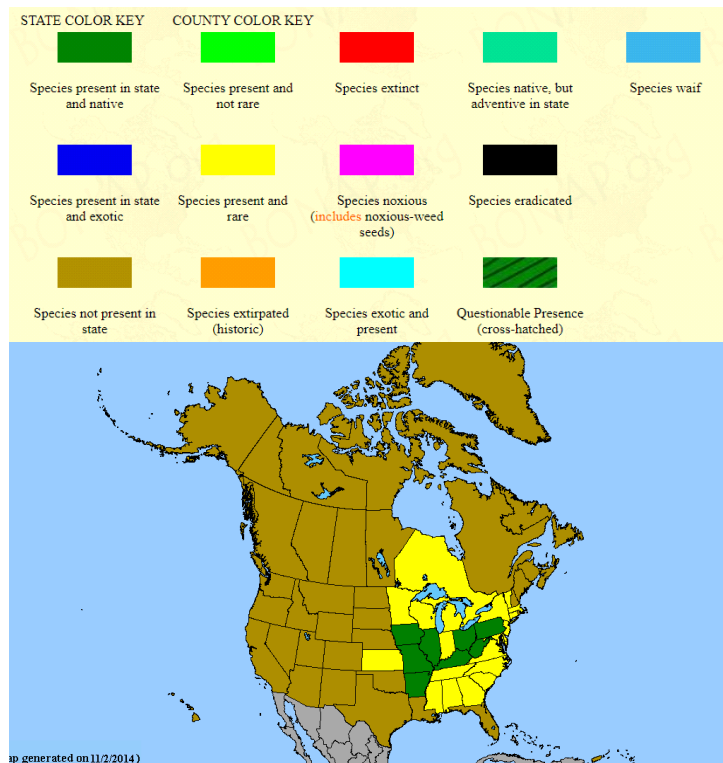 STATE COLOR KEY
COUNTY COLOR KEY
Species present in state
and native
Species present and
not rare
Species extinct
Species native, but
adventive in state
Species waif
Species present in state
and exotic
Species present and
rare
Species noxious
(includes noxious-weed
seeds)
Species eradicated
Species not present in
state
Species extirpated
(historic)
Species exotic and
present
Questionable Presence
(cross-hatched)
ap generated on 11/2/2014)